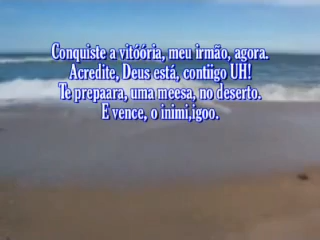 Conquiste a vitóória, meu irmão, agora.
Acredite, Deus está, contiigo UH!
Te prepaara, uma meesa, no deserto.
E vence, o inimi,igoo.